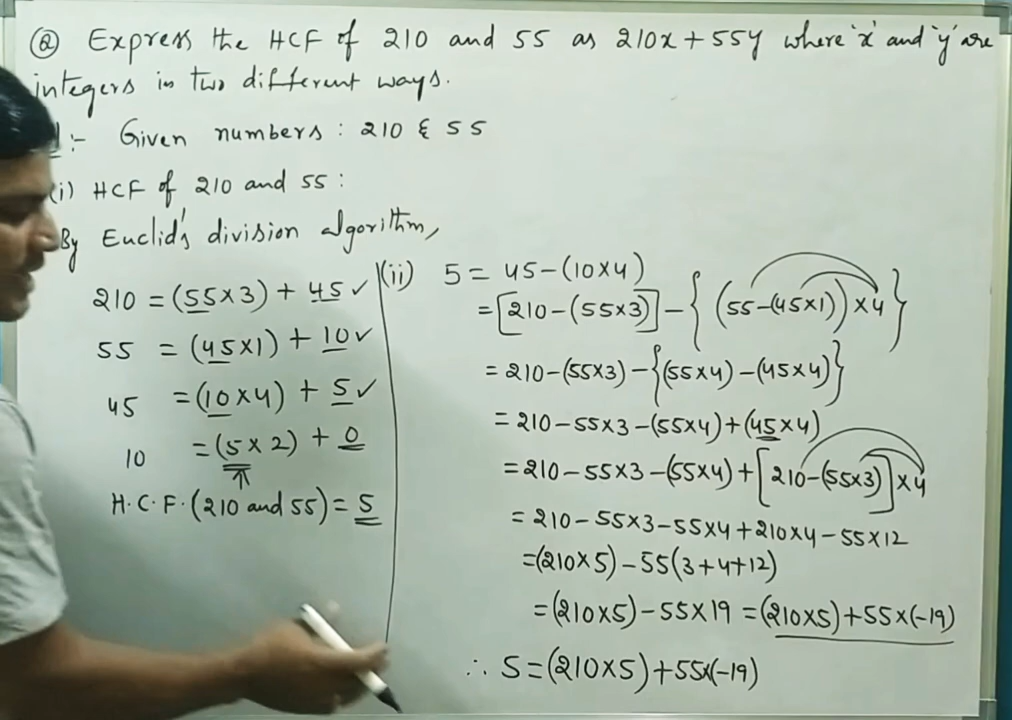 Q Express the HCF of 210 and 55 as 210x + 55y where 'x' and 'y' are
integers in two different ways.
:- Given numbers : 210 & 55
(i) HCF of 210 and 55 :
By Euclid's division algorithm,
210 = (55×3) + 45 ✓
55 = (45×1) + 10 ✓
45 = (10×4) + 5 ✓
10 = (5×2) + 0
H.C.F.(210 and 55) = 5
(ii) 5 = 45-(10×4)
= [210-(55×3)] - { (55-(45×1))×4 }
= 210-(55×3) - {(55×4)-(45×4)}
= 210-55×3-(55×4)+(45×4)
= 210-55×3-(55×4)+[210-(55×3)]×4
= 210-55×3-55×4+210×4-55×12
=(210×5)-55(3+4+12)
=(210×5)-55×19 = (210×5)+55×(-19)
∴ 5 = (210×5)+55×(-19)